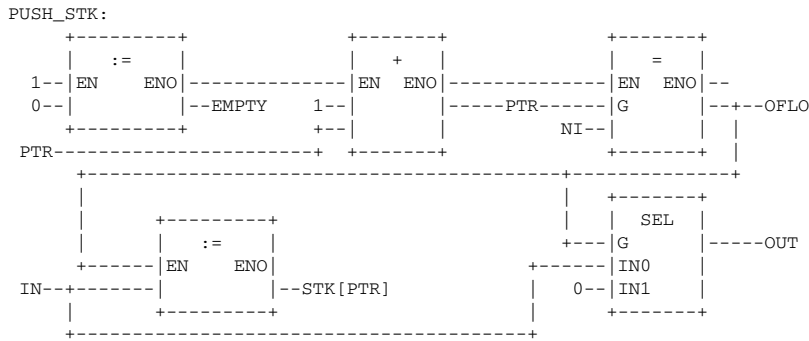 PUSH_STK:
:= + =
1 EN ENO EN ENO EN ENO
0 EMPTY 1 PTR G OFLO
NI
PTR
SEL
:= G OUT
EN ENO IN0
IN STK[PTR] 0 IN1